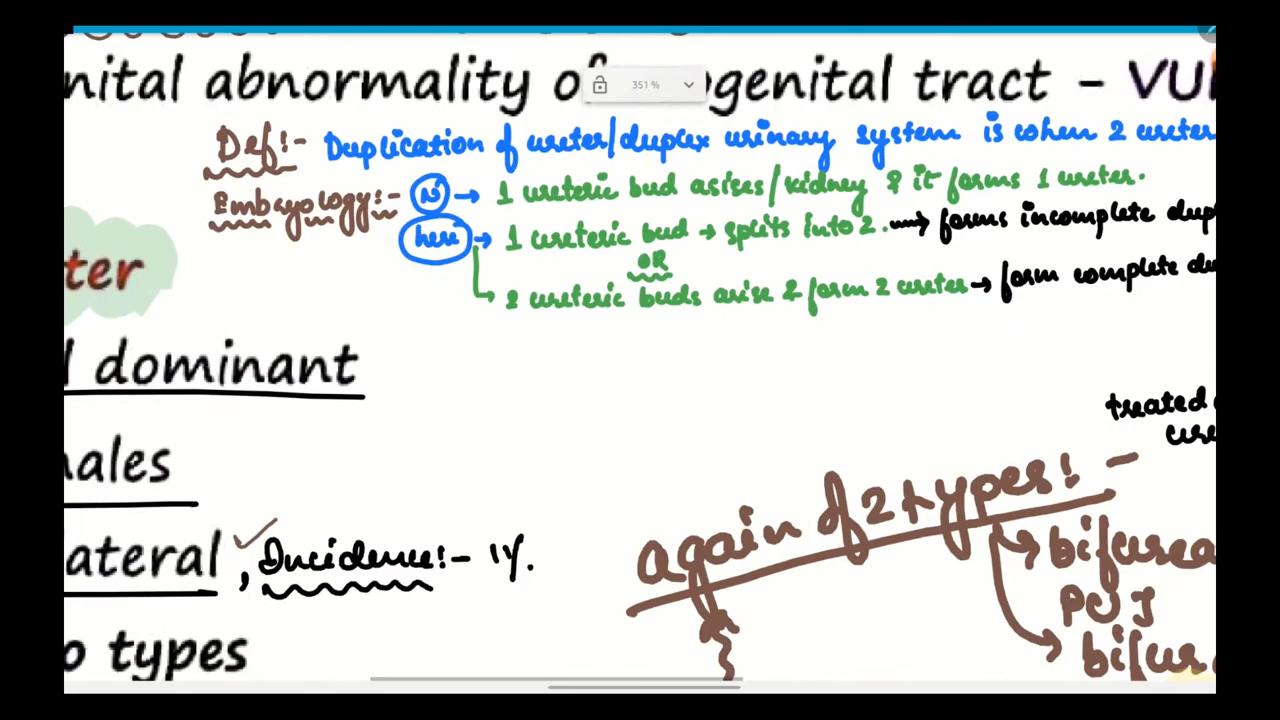 nital abnormality of ogenital tract - VU
351 %
Def:- Duplication of ureter/duplex urinary system is when 2 ureter
Embryology:- N → 1 ureteric bud arises/kidney & it forms 1 ureter.
here → 1 ureteric bud → splits into 2. → forms incomplete dup
OR
2 ureteric buds arise & form 2 ureter → form complete du
ter
l dominant
treated
ure
ales
again of 2 types: -
ateral , Incidence:- 1%.
bifurca
PUJ
o types
bifur